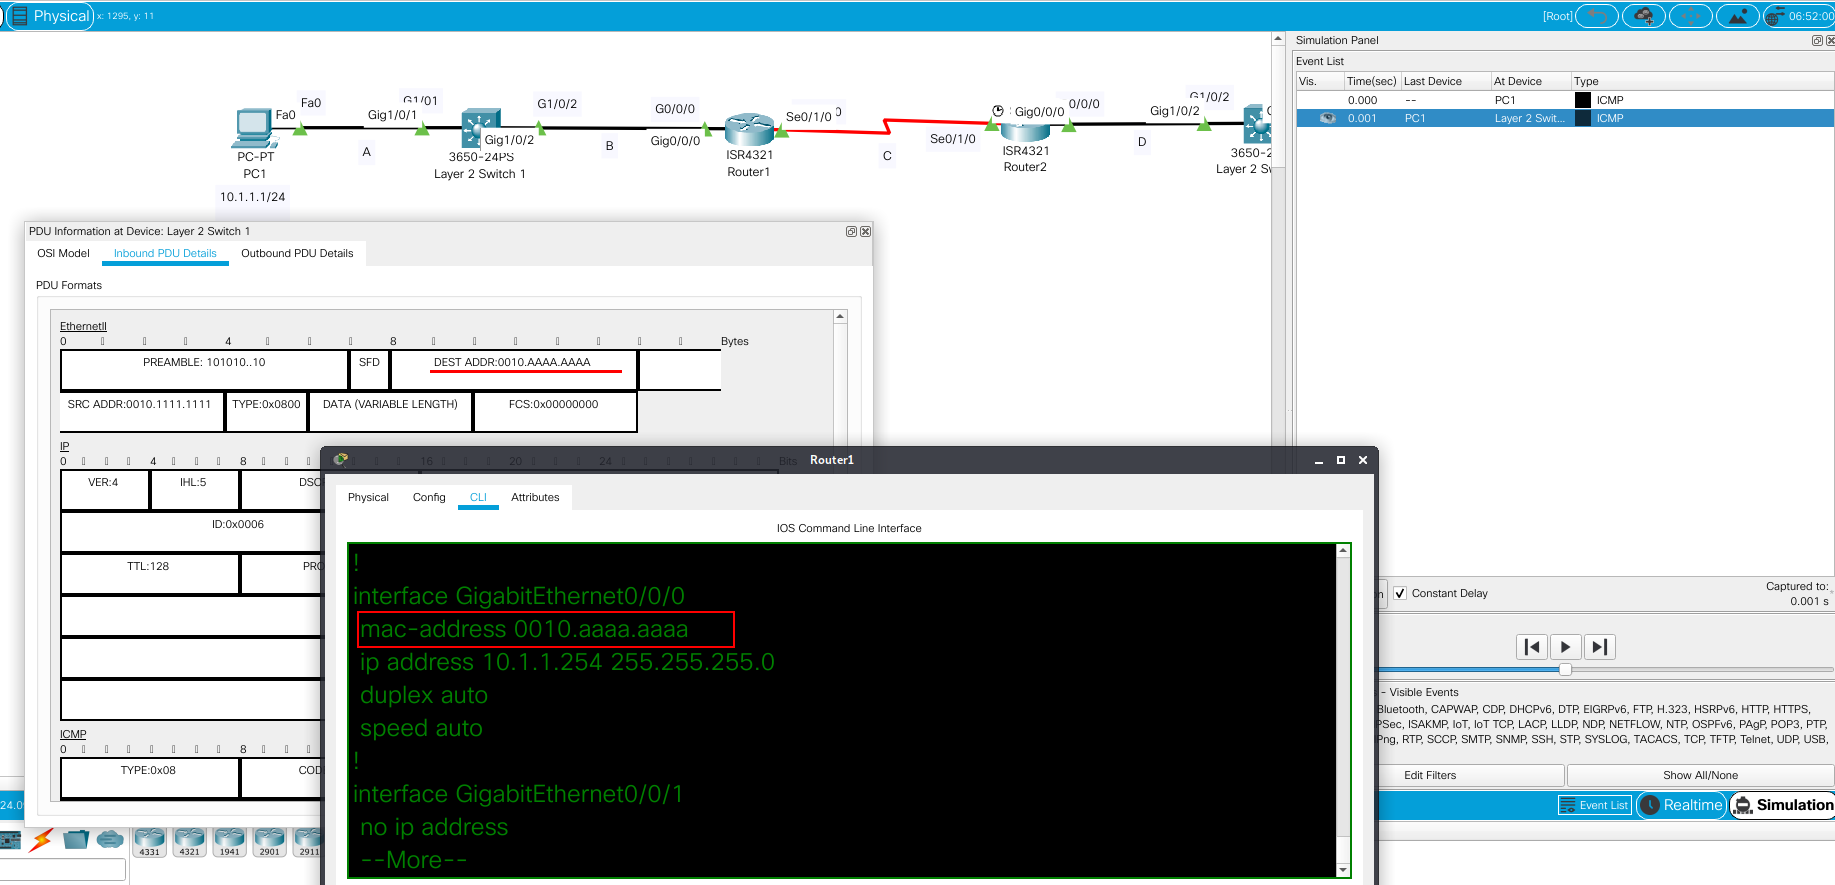 Physical x: 1295, y: 11 [Root] 06:52:00
Simulation Panel
Event List
Vis. Time(sec) Last Device At Device Type
0.000 -- PC1 ICMP
0.001 PC1 Layer 2 Swit... ICMP
Fa0
Fa0
G1/01
Gig1/0/1
A
PC-PT
PC1
10.1.1.1/24
G1/0/2
Gig1/0/2
3650-24PS
Layer 2 Switch 1
B
G0/0/0
Gig0/0/0
Se0/1/0
ISR4321
Router1
C
Se0/1/0
Gig0/0/0
0/0/0
ISR4321
Router2
D
G1/0/2
Gig1/0/2
3650-2
Layer 2 S
PDU Information at Device: Layer 2 Switch 1
OSI Model Inbound PDU Details Outbound PDU Details
PDU Formats
EthernetII
0 4 8 Bytes
PREAMBLE: 101010..10 SFD DEST ADDR:0010.AAAA.AAAA
SRC ADDR:0010.1111.1111 TYPE:0x0800 DATA (VARIABLE LENGTH) FCS:0x00000000
IP
0 4 8 16 20 24 Bits
VER:4 IHL:5 DSC
ID:0x0006
TTL:128 PRO
ICMP
0 8
TYPE:0x08 COD
Router1
Physical Config CLI Attributes
IOS Command Line Interface
!
interface GigabitEthernet0/0/0
mac-address 0010.aaaa.aaaa
ip address 10.1.1.254 255.255.255.0
duplex auto
speed auto
!
interface GigabitEthernet0/0/1
no ip address
--More--
Constant Delay
Captured to:
0.001 s
- Visible Events
Bluetooth, CAPWAP, CDP, DHCPv6, DTP, EIGRPv6, FTP, H.323, HSRPv6, HTTP, HTTPS,
PSec, ISAKMP, IoT, IoT TCP, LACP, LLDP, NDP, NETFLOW, NTP, OSPFv6, PAgP, POP3, PTP,
Png, RTP, SCCP, SMTP, SNMP, SSH, STP, SYSLOG, TACACS, TCP, TFTP, Telnet, UDP, USB,
Edit Filters Show All/None
Event List Realtime Simulation
4331 4321 1941 2901 2911